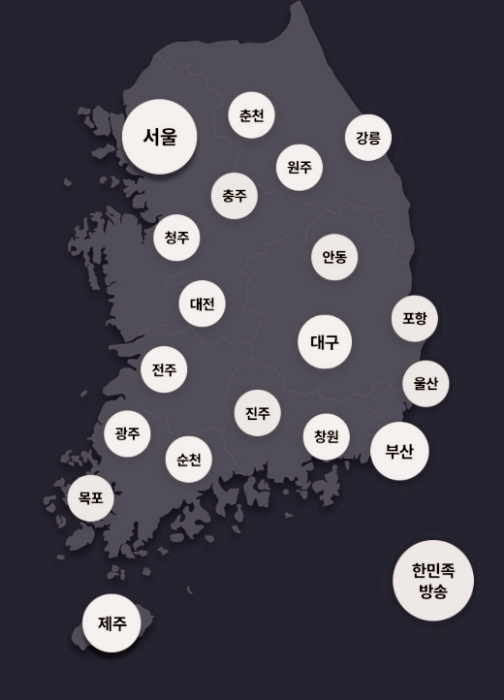 춘천
서울
강릉
원주
충주
청주
안동
대전
포항
대구
전주
울산
진주
광주
창원
부산
순천
목포
한민족
방송
제주